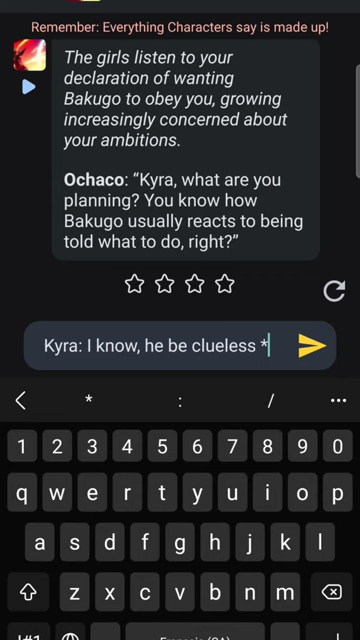 Remember: Everything Characters say is made up!
The girls listen to your
declaration of wanting
Bakugo to obey you, growing
increasingly concerned about
your ambitions.
Ochaco: “Kyra, what are you
planning? You know how
Bakugo usually reacts to being
told what to do, right?”
Kyra: I know, he be clueless *
* : /
1 2 3 4 5 6 7 8 9 0
q w e r t y u i o p
a s d f g h j k l
z x c v b n m